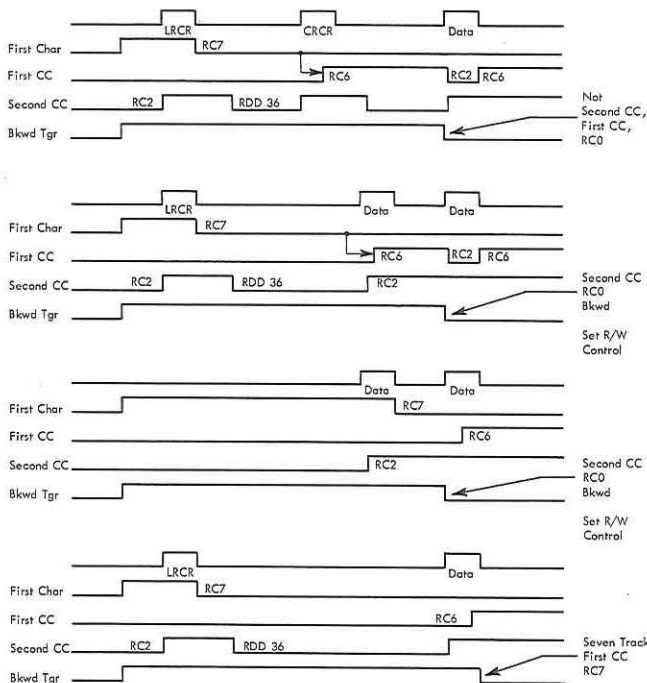 LRCR CRCR Data
First Char RC7
First CC RC6 RC2 RC6
Second CC RC2 RDD 36 Not
Second CC,
First CC,
RC0
Bkwd Tgr
LRCR Data Data
First Char RC7
First CC RC6 RC2 RC6
Second CC RC2 RDD 36 RC2 Second CC
RC0
Bkwd Tgr Bkwd
Set R/W
Control
Data Data
First Char RC7
First CC RC6
Second CC RC2 Second CC
RC0
Bkwd Tgr Bkwd
Set R/W
Control
LRCR Data
First Char RC7
First CC RC6
Second CC RC2 RDD 36 Seven Track
First CC
Bkwd Tgr RC7